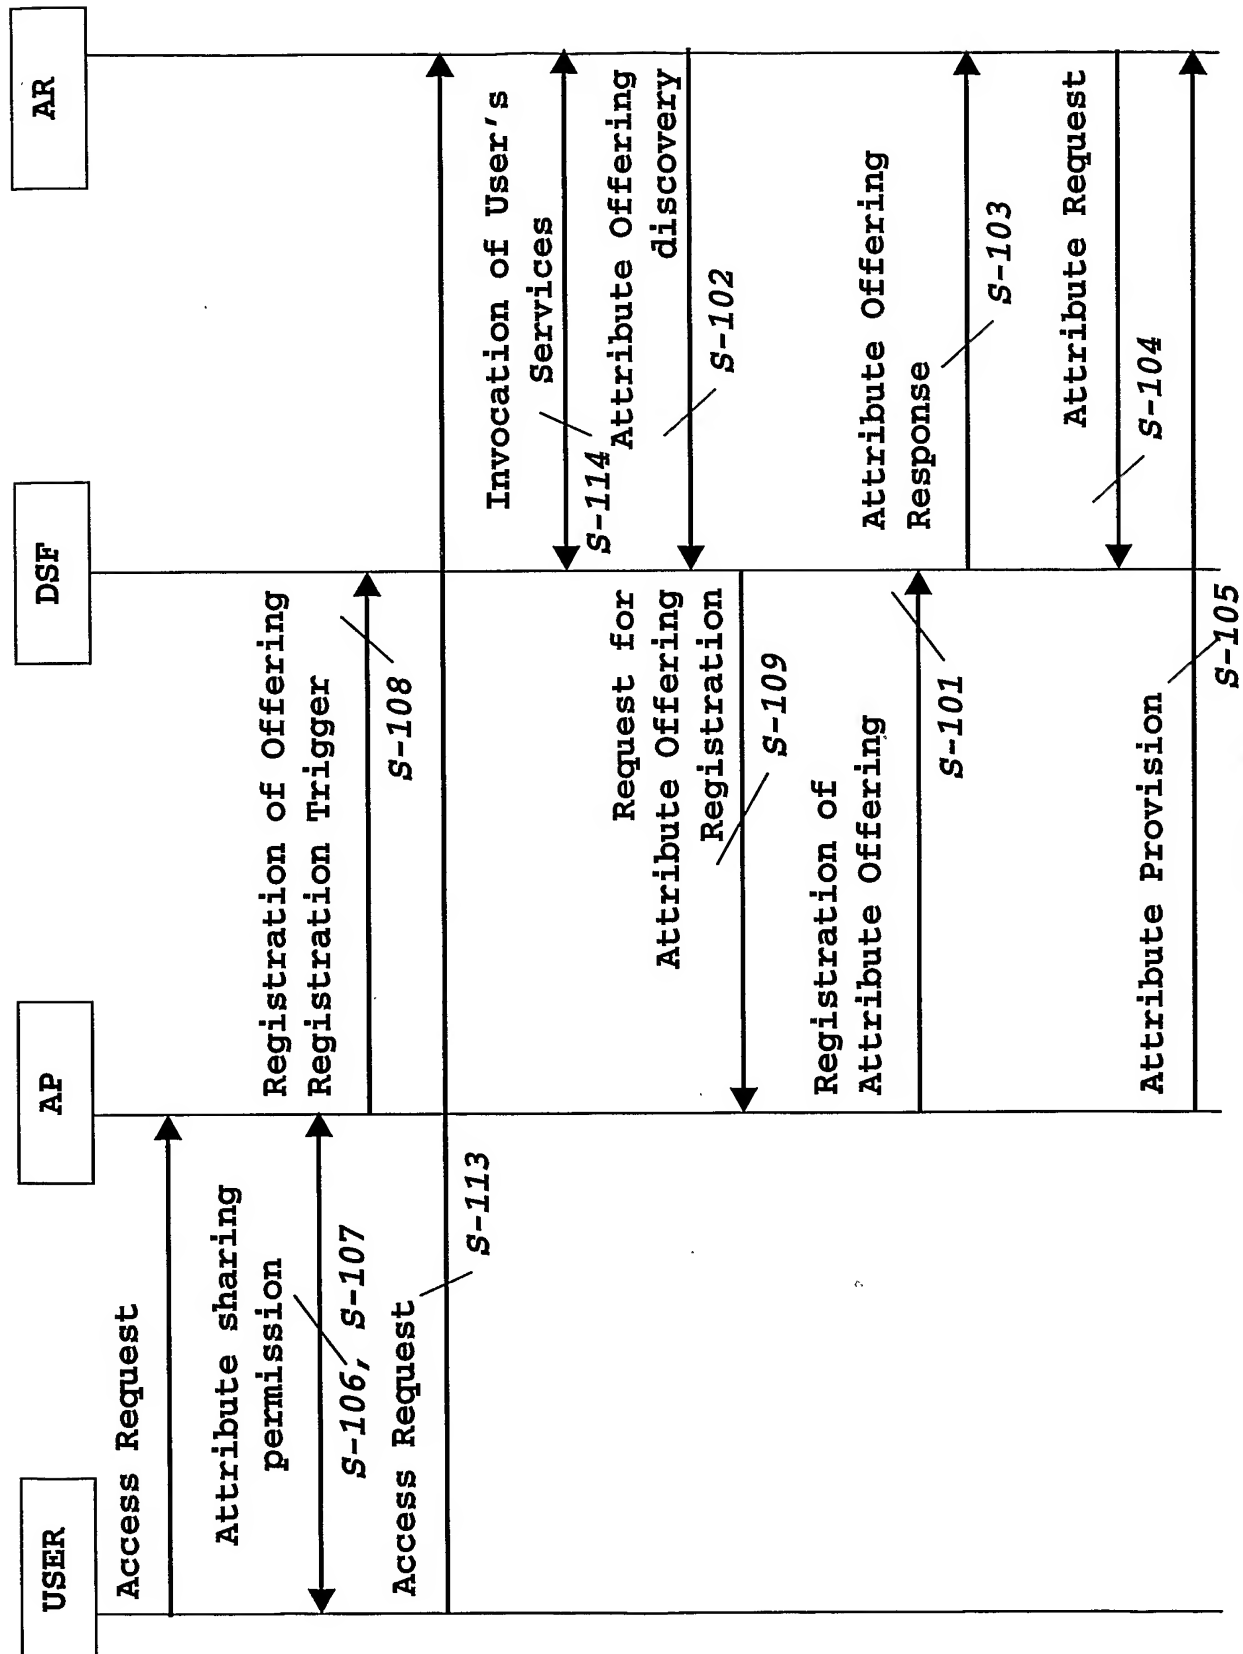 USER
AP
DSF
AR
Access Request
Attribute sharing
permission
S-106, S-107
Registration of Offering
Registration Trigger
S-108
Access Request
S-113
Invocation of User's
Services
S-114
Attribute Offering
discovery
S-102
Request for
Attribute Offering
Registration
S-109
Registration of
Attribute Offering
S-101
Attribute Offering
Response
S-103
Attribute Request
S-104
Attribute Provision
S-105